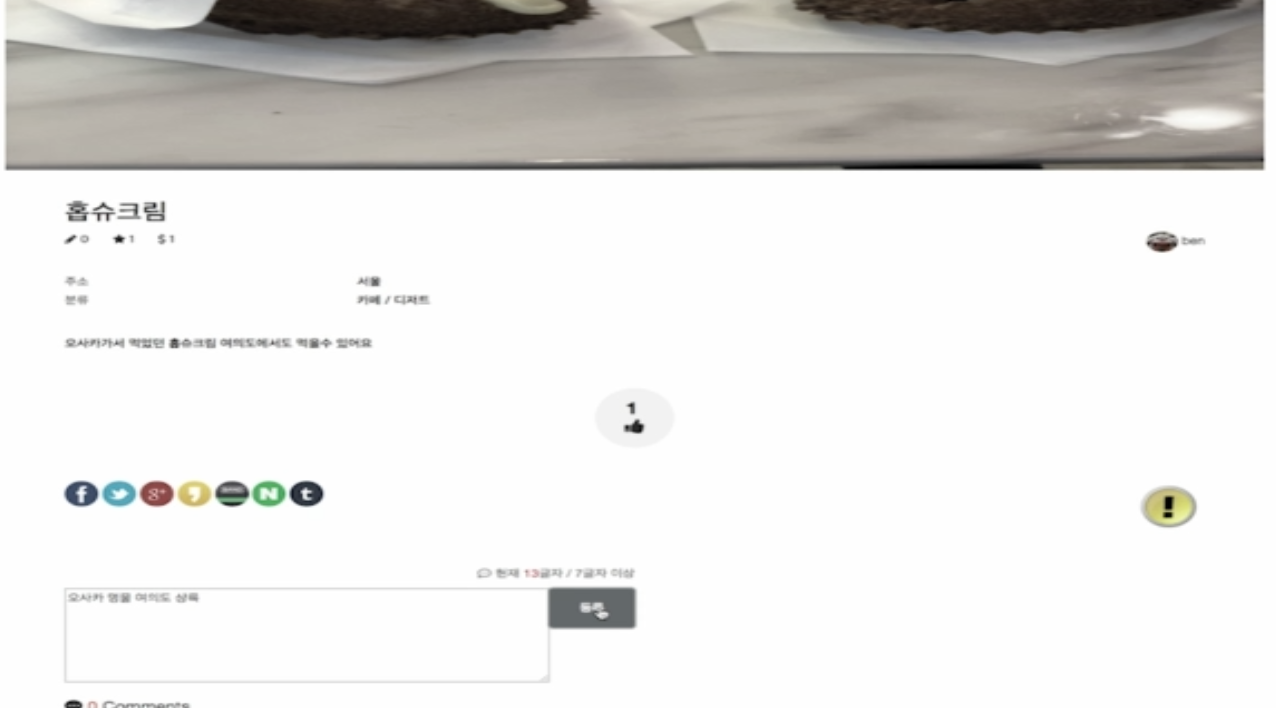 홉슈크림
0 1 $1
ben
주소 서울
분류 카페 / 디저트
오사카가서 먹었던 홉슈크림 여의도에서도 먹을수 있어요
1
f g+ N t
현재 13글자 / 7글자 이상
오사카 명물 여의도 상륙
등록
0 Comments